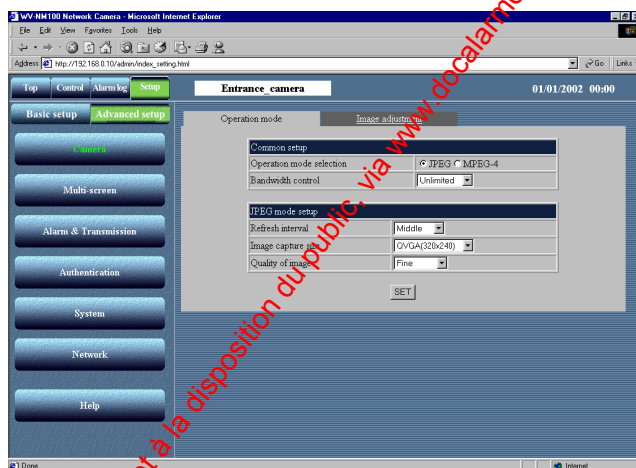 WV-NM100 Network Camera - Microsoft Internet Explorer
File Edit View Favorites Tools Help
Address http://192.168.0.10/admin/index_setting.html Go Links
Top Control Alarm log Setup Entrance_camera 01/01/2002 00:00
Basic setup Advanced setup
Operation mode Image adjustment
Camera
Common setup
Operation mode selection JPEG MPEG-4
Bandwidth control Unlimited
Multi-screen
JPEG mode setup
Alarm & Transmission
Refresh interval Middle
Image capture size QVGA(320x240)
Quality of image Fine
Authentication
SET
System
Network
Help
Done Internet
et à la disposition du public, via www.docalarme